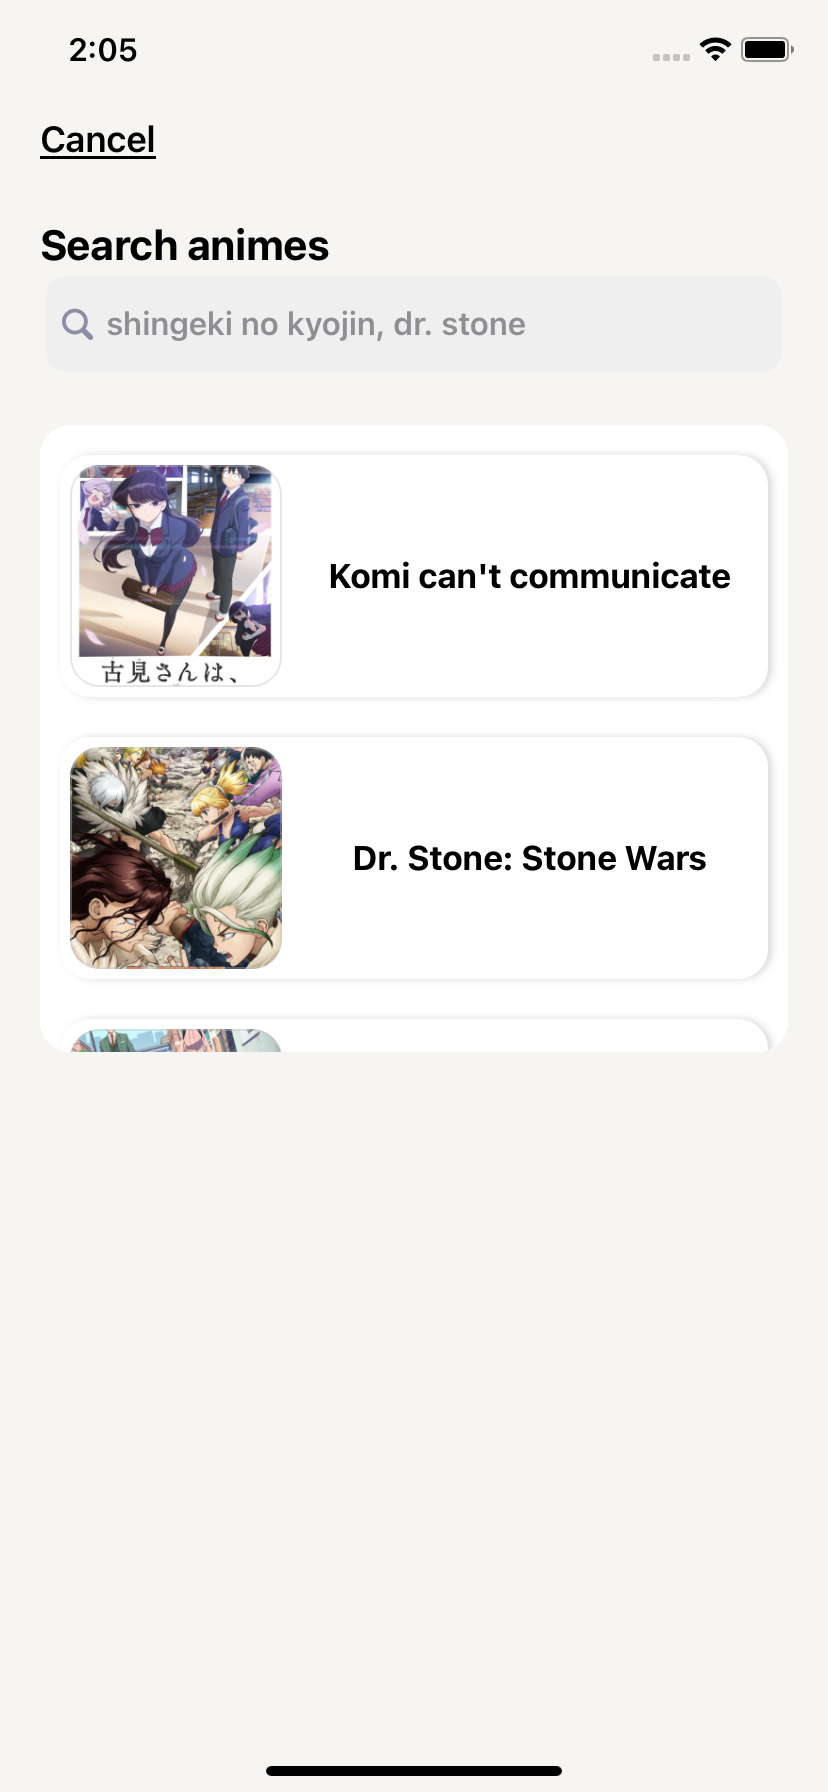 2:05
Cancel
Search animes
shingeki no kyojin, dr. stone
古見さんは、
Komi can't communicate
Dr. Stone: Stone Wars